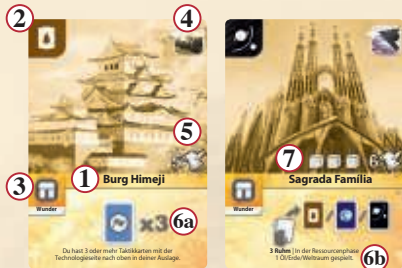 2
4
5
7
6
3
1
Burg Himeji
Sagrada Família
Wunder
Wunder
x3
6a
Du hast 3 oder mehr Taktikkarten mit der
Technologieseite nach oben in deiner Auslage.
3 Ruhm | In der Ressourcenphase
1 Öl/Erde/Weltraum gespielt.
6b